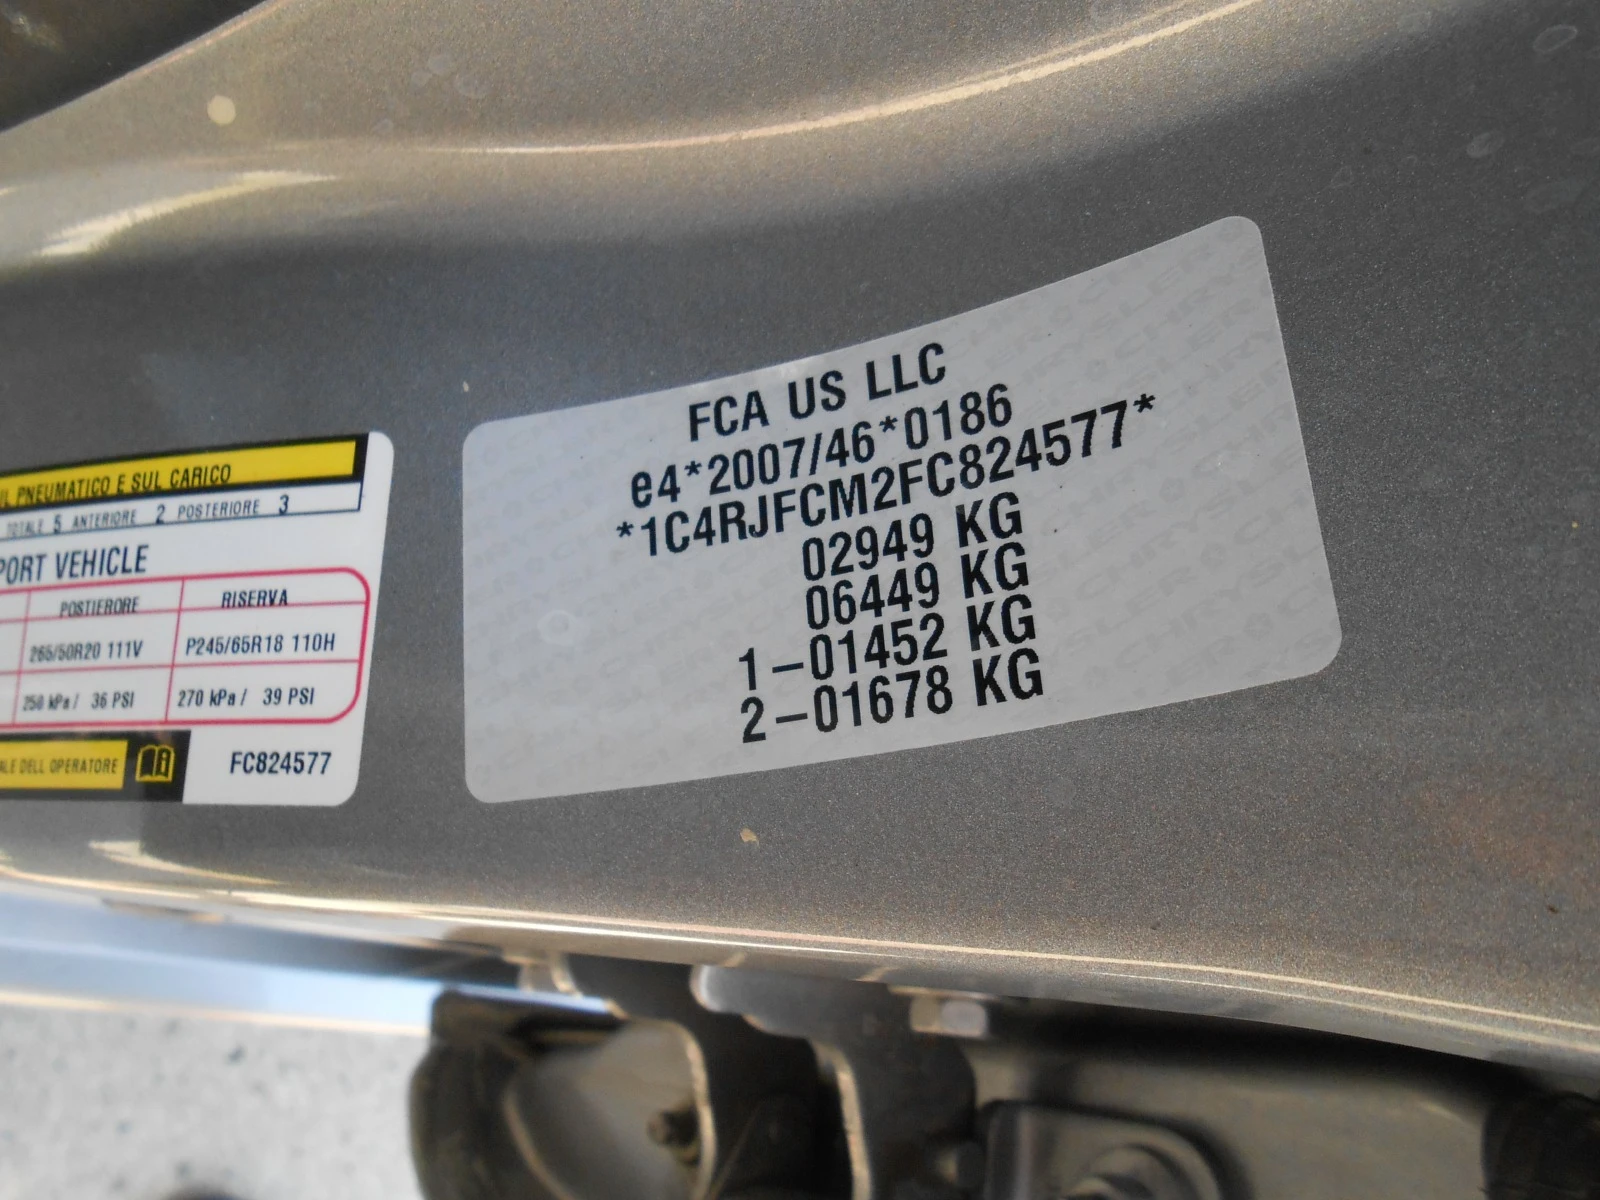 IL PNEUMATICO E SUL CARICO
TOTALE 5 ANTERIORE 2 POSTERIORE 3
PORT VEHICLE
POSTIERORE RISERVA
265/50R20 111V P245/65R18 110H
250 kPa / 36 PSI 270 kPa / 39 PSI
ALE DELL OPERATORE
FC824577
FCA US LLC
e4*2007/46*0186
*1C4RJFCM2FC824577*
02949 KG
06449 KG
1-01452 KG
2-01678 KG